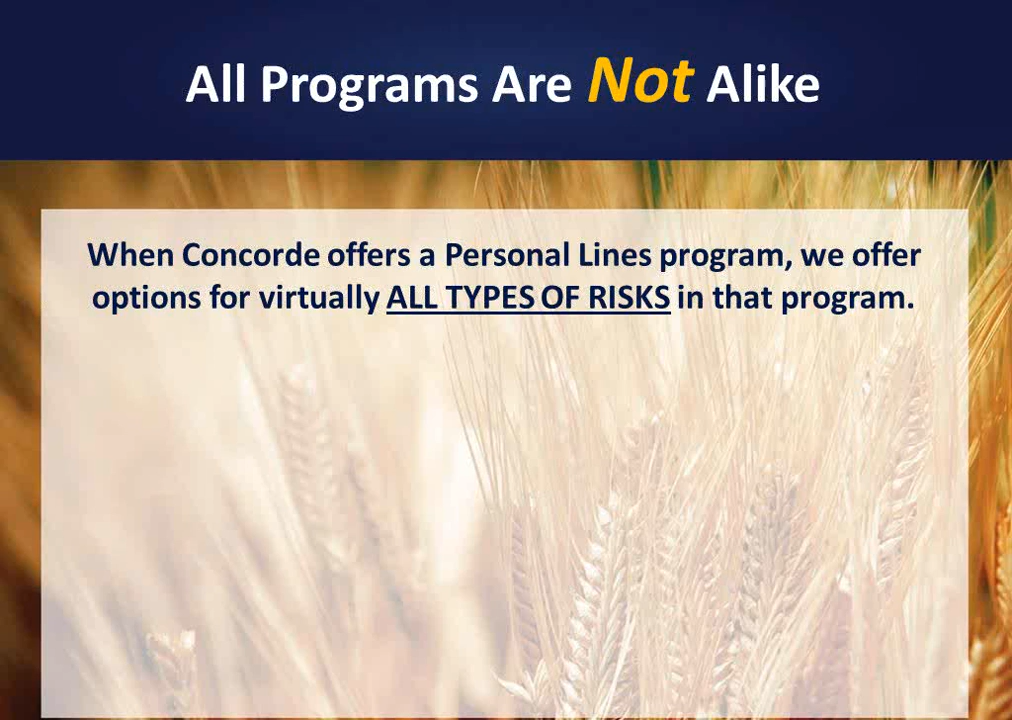 All Programs Are Not Alike
When Concorde offers a Personal Lines program, we offer
options for virtually ALL TYPES OF RISKS in that program.